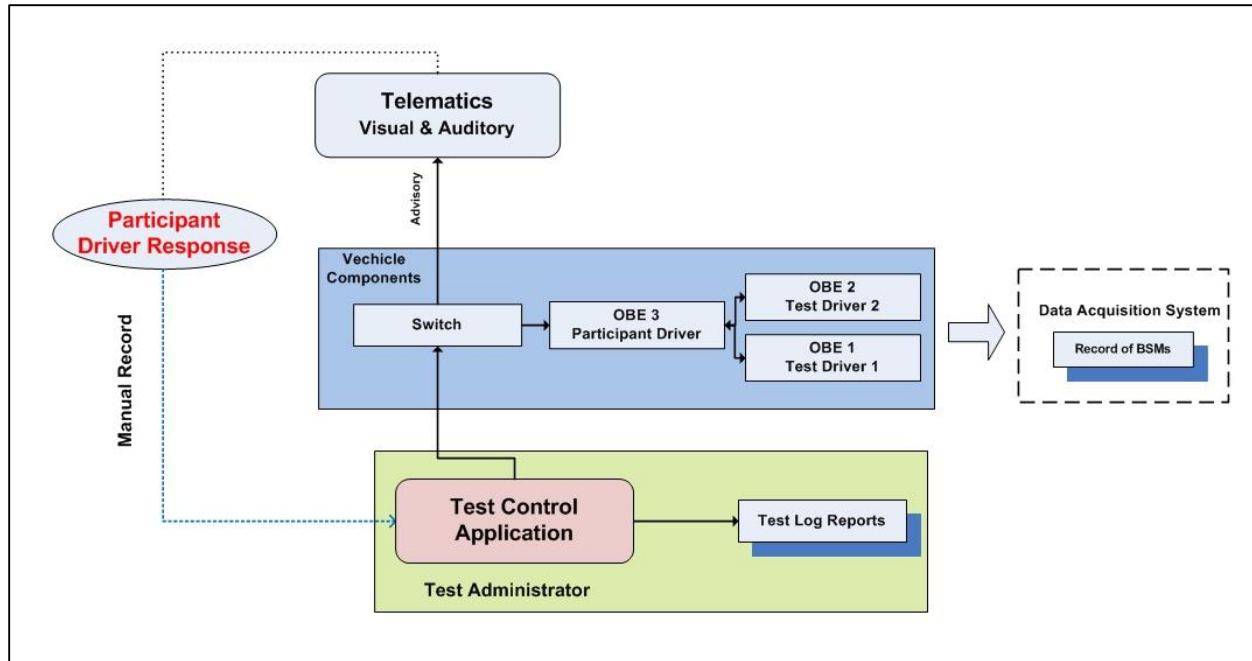 Telematics
Visual & Auditory
Advisory
Participant
Driver Response
Manual Record
Vechicle
Components
Switch
OBE 3
Participant Driver
OBE 2
Test Driver 2
OBE 1
Test Driver 1
Data Acquisition System
Record of BSMs
Test Control
Application
Test Log Reports
Test Administrator